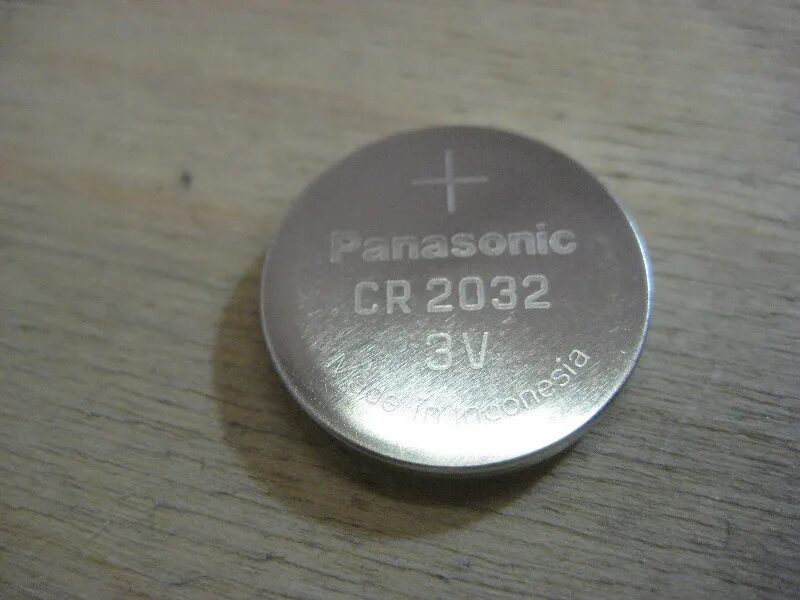 +
Panasonic
CR 2032
3V
Made in Indonesia